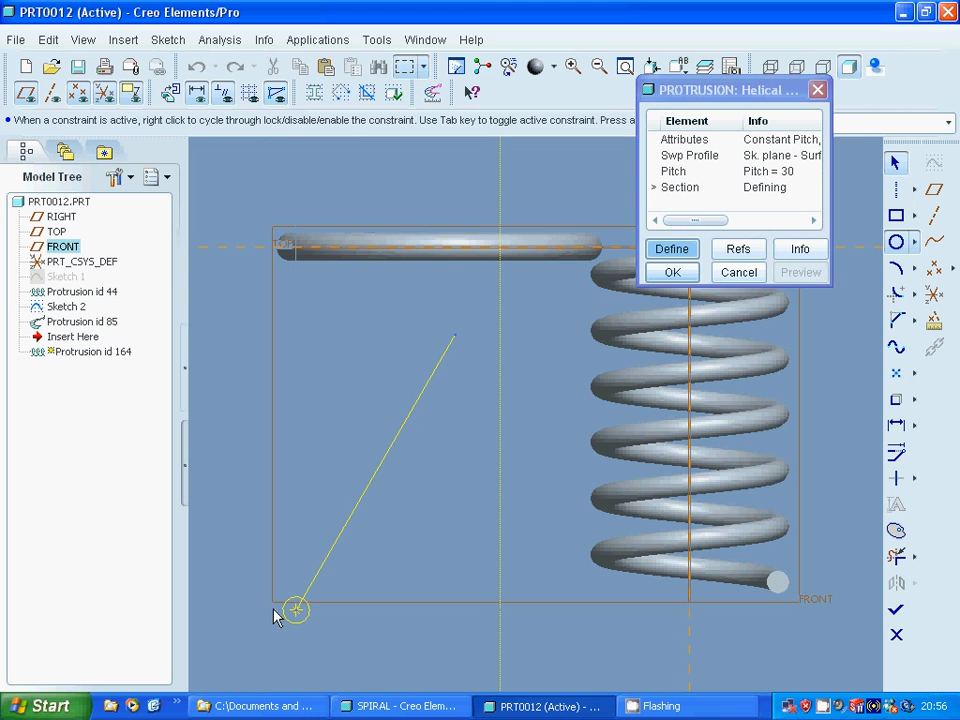 PRT0012 (Active) - Creo Elements/Pro
File Edit View Insert Sketch Analysis Info Applications Tools Window Help
When a constraint is active, right click to cycle through lock/disable/enable the constraint. Use Tab key to toggle active constraint. Press a
PROTRUSION: Helical ...
Element Info
Attributes Constant Pitch,
Swp Profile Sk. plane - Surf
Pitch Pitch = 30
> Section Defining
Define Refs Info
OK Cancel Preview
Model Tree
PRT0012.PRT
RIGHT
TOP
FRONT
PRT_CSYS_DEF
Sketch 1
Protrusion id 44
Sketch 2
Protrusion id 85
Insert Here
Protrusion id 164
TOP
FRONT
Start
C:\Documents and ...
SPIRAL - Creo Elem...
PRT0012 (Active) - ...
Flashing
20:56